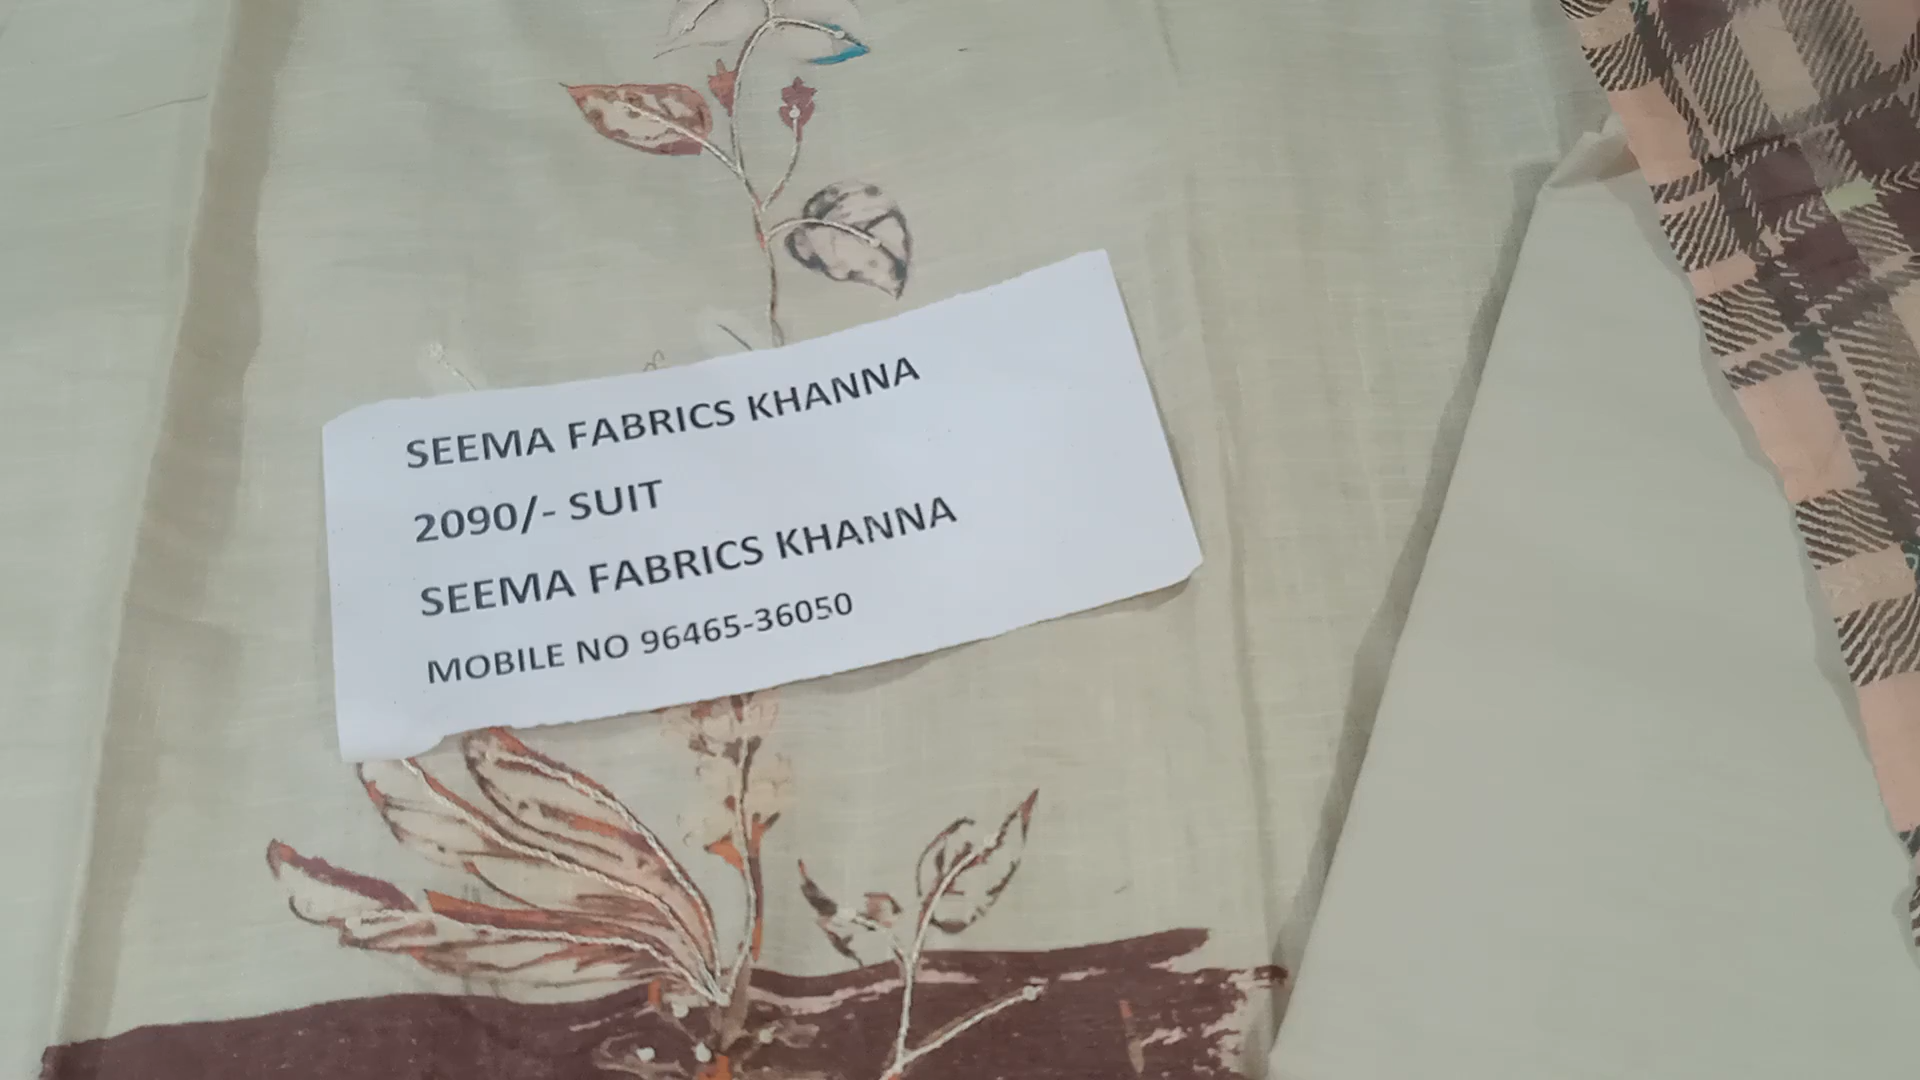 SEEMA FABRICS KHANNA
2090/- SUIT
SEEMA FABRICS KHANNA
MOBILE NO 96465-36050